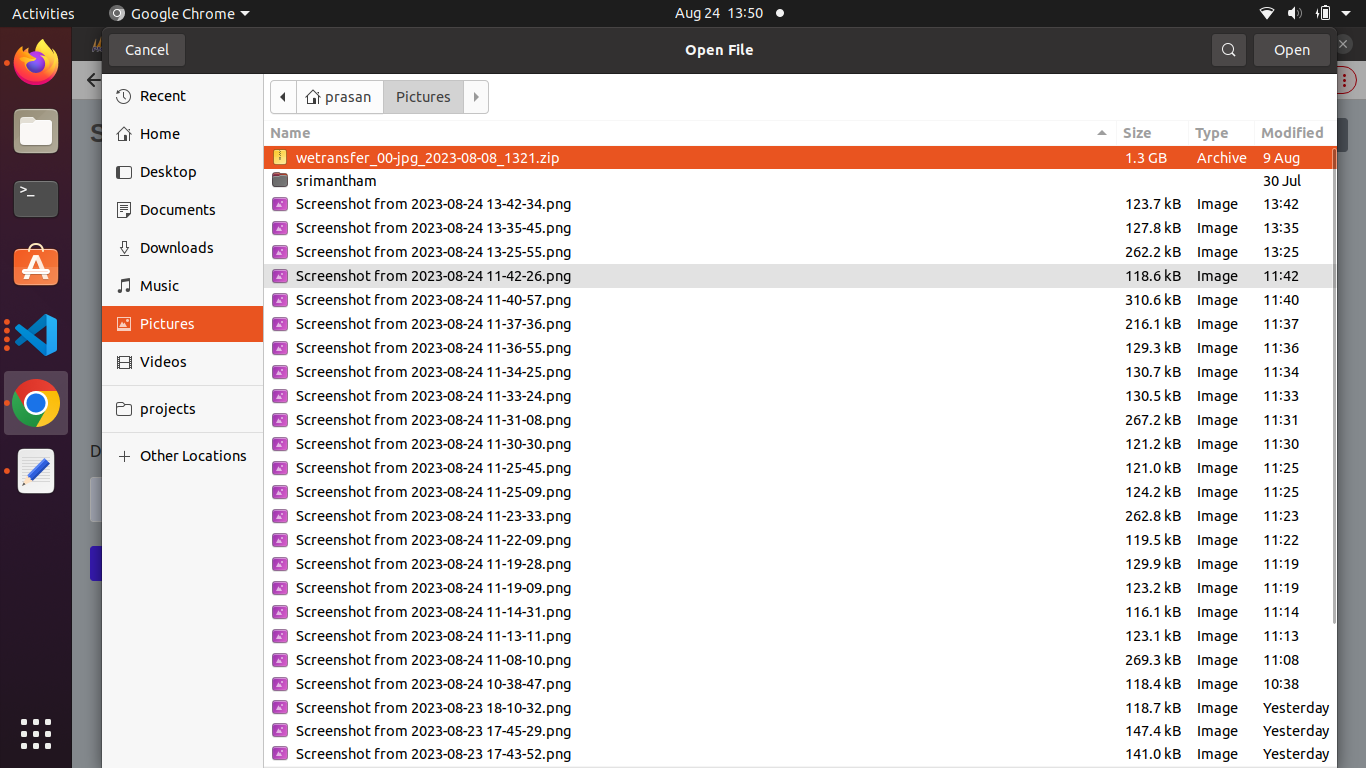 Activities Google Chrome Aug 24 13:50
Cancel Open File Open
Recent
Home
Desktop
Documents
Downloads
Music
Pictures
Videos
projects
Other Locations
prasan Pictures
Name Size Type Modified
wetransfer_00-jpg_2023-08-08_1321.zip 1.3 GB Archive 9 Aug
srimantham 30 Jul
Screenshot from 2023-08-24 13-42-34.png 123.7 kB Image 13:42
Screenshot from 2023-08-24 13-35-45.png 127.8 kB Image 13:35
Screenshot from 2023-08-24 13-25-55.png 262.2 kB Image 13:25
Screenshot from 2023-08-24 11-42-26.png 118.6 kB Image 11:42
Screenshot from 2023-08-24 11-40-57.png 310.6 kB Image 11:40
Screenshot from 2023-08-24 11-37-36.png 216.1 kB Image 11:37
Screenshot from 2023-08-24 11-36-55.png 129.3 kB Image 11:36
Screenshot from 2023-08-24 11-34-25.png 130.7 kB Image 11:34
Screenshot from 2023-08-24 11-33-24.png 130.5 kB Image 11:33
Screenshot from 2023-08-24 11-31-08.png 267.2 kB Image 11:31
Screenshot from 2023-08-24 11-30-30.png 121.2 kB Image 11:30
Screenshot from 2023-08-24 11-25-45.png 121.0 kB Image 11:25
Screenshot from 2023-08-24 11-25-09.png 124.2 kB Image 11:25
Screenshot from 2023-08-24 11-23-33.png 262.8 kB Image 11:23
Screenshot from 2023-08-24 11-22-09.png 119.5 kB Image 11:22
Screenshot from 2023-08-24 11-19-28.png 129.9 kB Image 11:19
Screenshot from 2023-08-24 11-19-09.png 123.2 kB Image 11:19
Screenshot from 2023-08-24 11-14-31.png 116.1 kB Image 11:14
Screenshot from 2023-08-24 11-13-11.png 123.1 kB Image 11:13
Screenshot from 2023-08-24 11-08-10.png 269.3 kB Image 11:08
Screenshot from 2023-08-24 10-38-47.png 118.4 kB Image 10:38
Screenshot from 2023-08-23 18-10-32.png 118.7 kB Image Yesterday
Screenshot from 2023-08-23 17-45-29.png 147.4 kB Image Yesterday
Screenshot from 2023-08-23 17-43-52.png 141.0 kB Image Yesterday